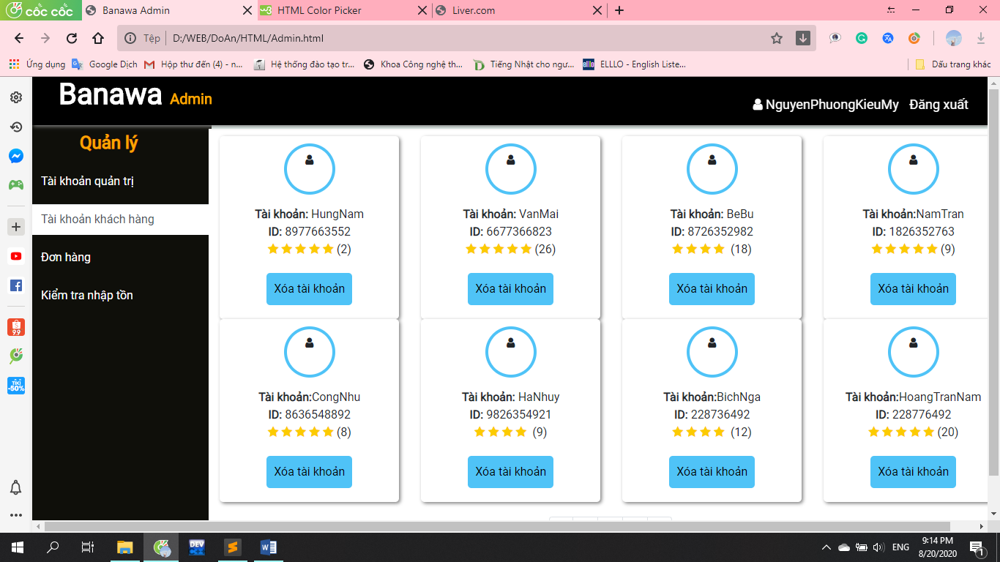 cốc cốc
Banawa Admin
HTML Color Picker
Liver.com
Tệp
D:/WEB/DoAn/HTML/Admin.html
Ứng dụng
Google Dịch
Hộp thư đến (4) - n...
Hệ thống đào tạo tr...
Khoa Công nghệ th...
Tiếng Nhật cho ngư...
ELLLO - English Liste...
Dấu trang khác
Banawa Admin
NguyenPhuongKieuMy Đăng xuất
Quản lý
Tài khoản quản trị
Tài khoản khách hàng
Đơn hàng
Kiểm tra nhập tồn
Tài khoản: HungNam
ID: 8977663552
(2)
Xóa tài khoản
Tài khoản: VanMai
ID: 6677366823
(26)
Xóa tài khoản
Tài khoản: BeBu
ID: 8726352982
(18)
Xóa tài khoản
Tài khoản:NamTran
ID: 1826352763
(9)
Xóa tài khoản
Tài khoản:CongNhu
ID: 8636548892
(8)
Xóa tài khoản
Tài khoản: HaNhuy
ID: 9826354921
(9)
Xóa tài khoản
Tài khoản:BichNga
ID: 228736492
(12)
Xóa tài khoản
Tài khoản:HoangTranNam
ID: 228776492
(20)
Xóa tài khoản
9.9
TIKI
-50%
DEV
ENG
9:14 PM
8/20/2020
1